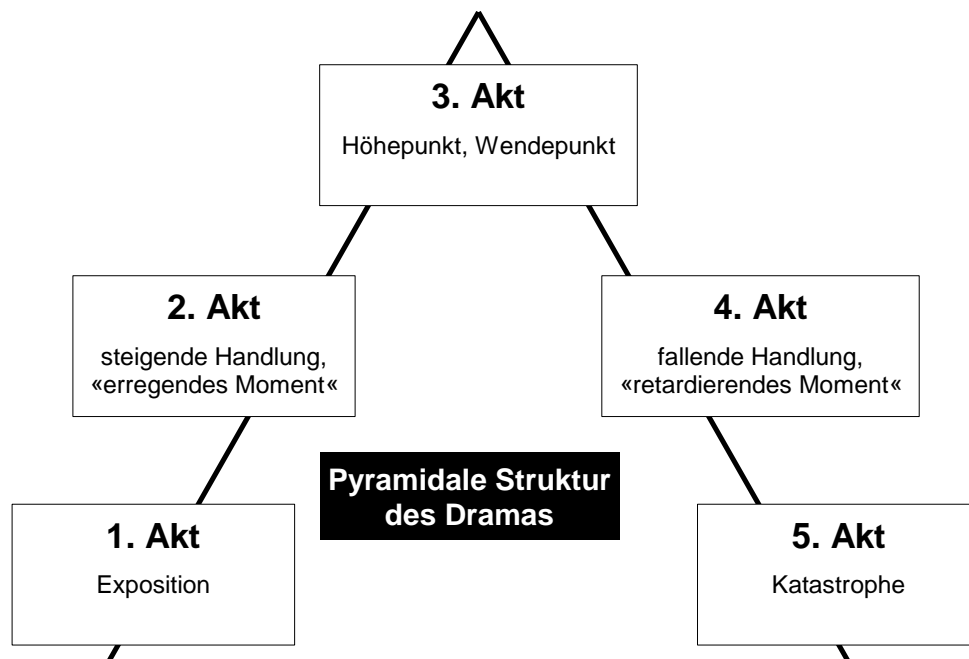 3. Akt
Höhepunkt, Wendepunkt
2. Akt
steigende Handlung,
«erregendes Moment«
4. Akt
fallende Handlung,
«retardierendes Moment«
Pyramidale Struktur
des Dramas
1. Akt
Exposition
5. Akt
Katastrophe